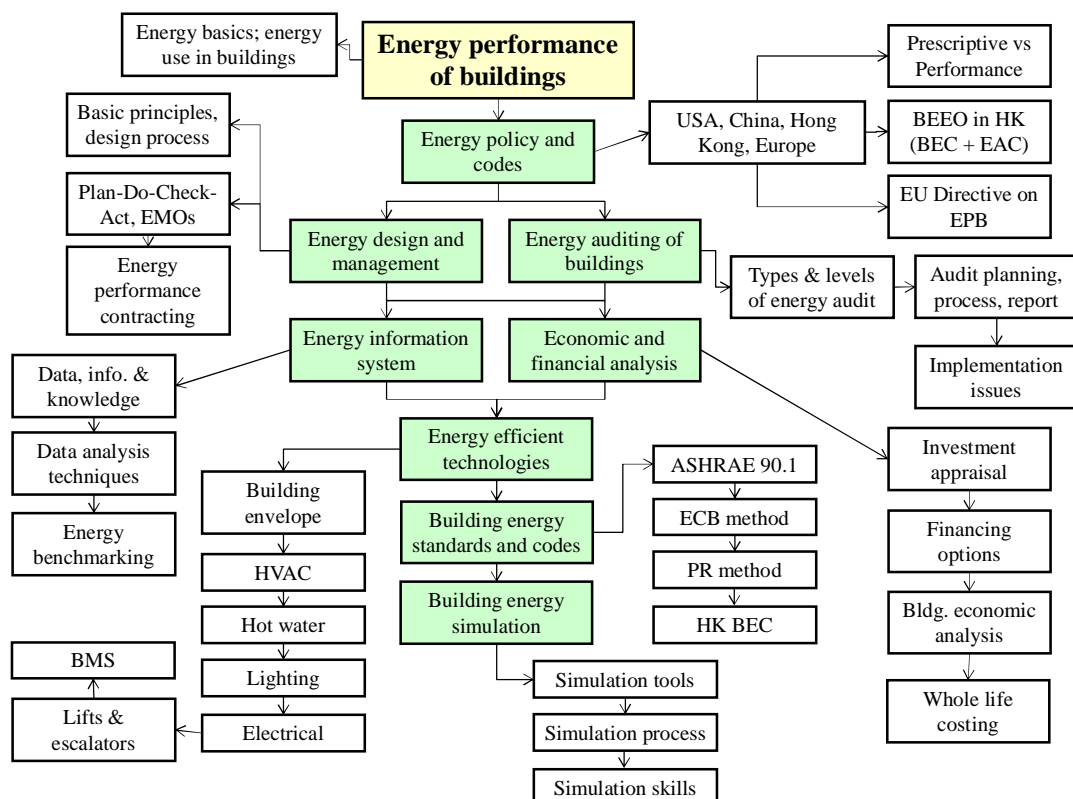 Energy basics; energy
use in buildings
Energy performance
of buildings
Prescriptive vs
Performance
Basic principles,
design process
Energy policy and
codes
USA, China, Hong
Kong, Europe
BEEO in HK
(BEC + EAC)
Plan-Do-Check-
Act, EMOs
EU Directive on
EPB
Energy design and
management
Energy auditing of
buildings
Energy
performance
contracting
Types & levels
of energy audit
Audit planning,
process, report
Energy information
system
Economic and
financial analysis
Implementation
issues
Data, info. &
knowledge
Data analysis
techniques
Energy
benchmarking
Energy efficient
technologies
Building
envelope
HVAC
Hot water
Lighting
Electrical
Lifts &
escalators
BMS
Building energy
standards and codes
ASHRAE 90.1
ECB method
PR method
HK BEC
Building energy
simulation
Simulation tools
Simulation process
Simulation skills
Investment
appraisal
Financing
options
Bldg. economic
analysis
Whole life
costing